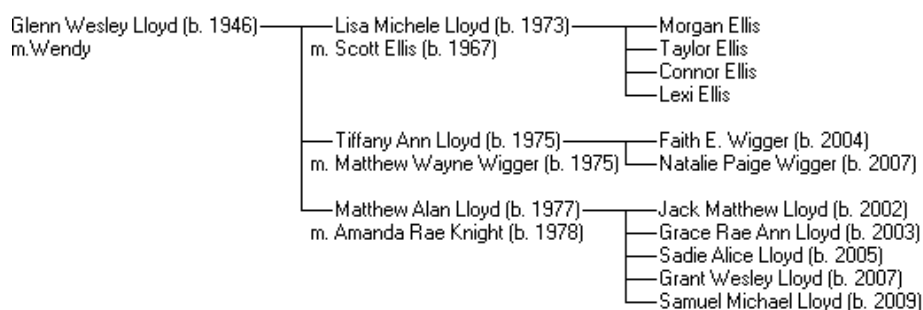 Glenn Wesley Lloyd (b. 1946) Lisa Michele Lloyd (b. 1973) Morgan Ellis
m.Wendy m. Scott Ellis (b. 1967) Taylor Ellis
Connor Ellis
Lexi Ellis
Tiffany Ann Lloyd (b. 1975) Faith E. Wigger (b. 2004)
m. Matthew Wayne Wigger (b. 1975) Natalie Paige Wigger (b. 2007)
Matthew Alan Lloyd (b. 1977) Jack Matthew Lloyd (b. 2002)
m. Amanda Rae Knight (b. 1978) Grace Rae Ann Lloyd (b. 2003)
Sadie Alice Lloyd (b. 2005)
Grant Wesley Lloyd (b. 2007)
Samuel Michael Lloyd (b. 2009)